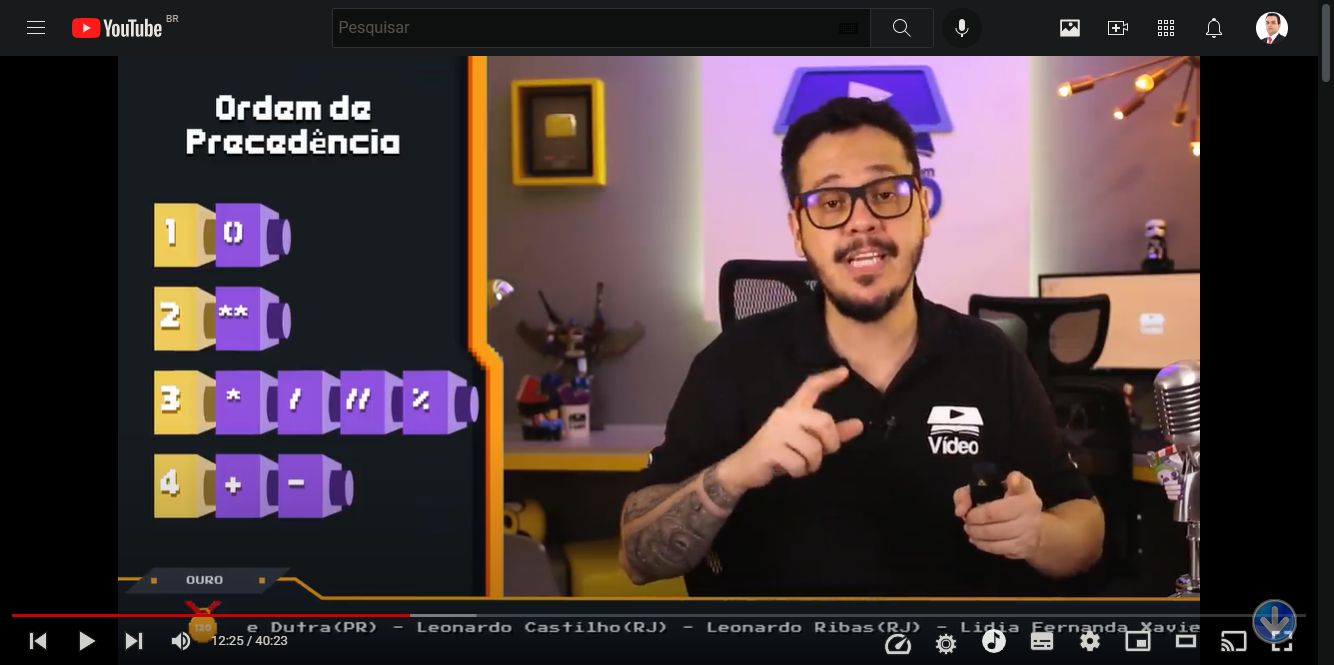 YouTube BR
Pesquisar
Ordem de
Precedência
1 ()
2 **
3 * / // %
4 + -
Vídeo
OURO
120
e Dutra(PR) - Leonardo Castilho(RJ) - Leonardo Ribas(RJ) - Lidia Fernanda Xavie
12:25 / 40:23